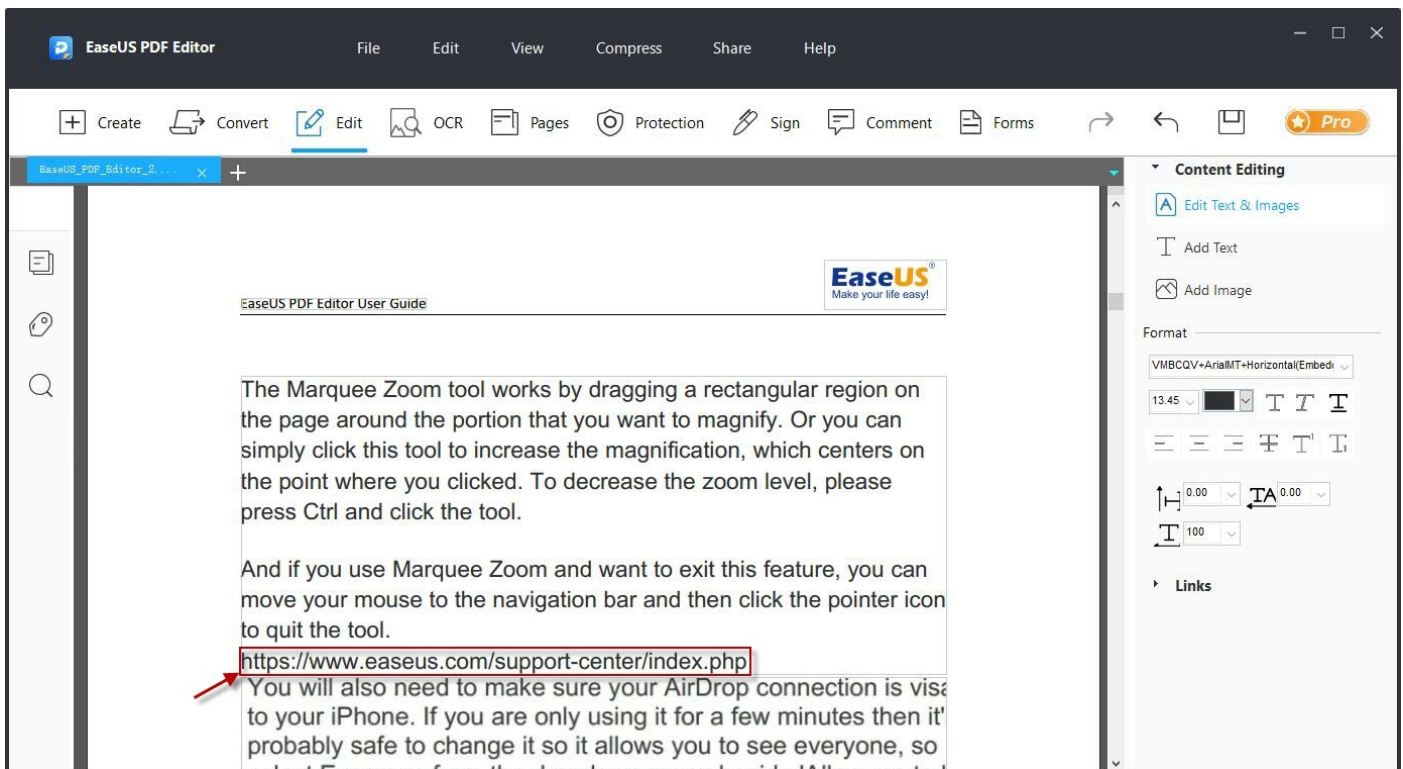 EaseUS PDF Editor File Edit View Compress Share Help
Create Convert Edit OCR Pages Protection Sign Comment Forms Pro
EaseUS_PDF_Editor_2....
Content Editing
Edit Text & Images
Add Text
Add Image
Format
VMBCQV+ArialMT+Horizontal(Embed
13.45
0.00 0.00
100
Links
EaseUS®
Make your life easy!
EaseUS PDF Editor User Guide
The Marquee Zoom tool works by dragging a rectangular region on
the page around the portion that you want to magnify. Or you can
simply click this tool to increase the magnification, which centers on
the point where you clicked. To decrease the zoom level, please
press Ctrl and click the tool.
And if you use Marquee Zoom and want to exit this feature, you can
move your mouse to the navigation bar and then click the pointer icon
to quit the tool.
https://www.easeus.com/support-center/index.php
You will also need to make sure your AirDrop connection is visa
to your iPhone. If you are only using it for a few minutes then it'
probably safe to change it so it allows you to see everyone, so